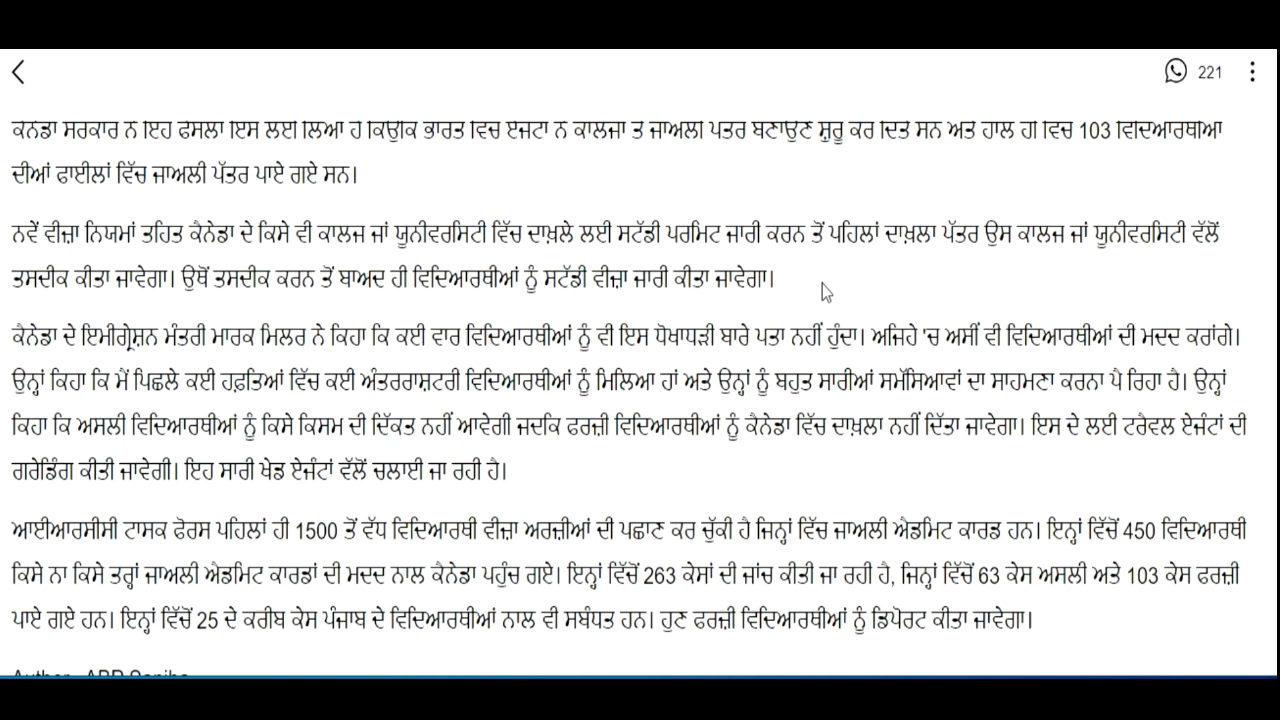 221
ਕੈਨੇਡਾ ਸਰਕਾਰ ਨੇ ਇਹ ਫੈਸਲਾ ਇਸ ਲਈ ਲਿਆ ਹੈ ਕਿਉਂਕਿ ਭਾਰਤ ਵਿੱਚ ਏਜੰਟਾਂ ਨੇ ਕਾਲਜਾਂ ਤੋਂ ਜਾਅਲੀ ਪੱਤਰ ਬਣਾਉਣੇ ਸ਼ੁਰੂ ਕਰ ਦਿੱਤੇ ਸਨ ਅਤੇ ਹਾਲ ਹੀ ਵਿੱਚ 103 ਵਿਦਿਆਰਥੀਆਂ
ਦੀਆਂ ਫਾਈਲਾਂ ਵਿੱਚ ਜਾਅਲੀ ਪੱਤਰ ਪਾਏ ਗਏ ਸਨ।
ਨਵੇਂ ਵੀਜ਼ਾ ਨਿਯਮਾਂ ਤਹਿਤ ਕੈਨੇਡਾ ਦੇ ਕਿਸੇ ਵੀ ਕਾਲਜ ਜਾਂ ਯੂਨੀਵਰਸਿਟੀ ਵਿੱਚ ਦਾਖ਼ਲੇ ਲਈ ਸਟੱਡੀ ਪਰਮਿਟ ਜਾਰੀ ਕਰਨ ਤੋਂ ਪਹਿਲਾਂ ਦਾਖ਼ਲਾ ਪੱਤਰ ਉਸ ਕਾਲਜ ਜਾਂ ਯੂਨੀਵਰਸਿਟੀ ਵੱਲੋਂ
ਤਸਦੀਕ ਕੀਤਾ ਜਾਵੇਗਾ। ਉਥੋਂ ਤਸਦੀਕ ਕਰਨ ਤੋਂ ਬਾਅਦ ਹੀ ਵਿਦਿਆਰਥੀਆਂ ਨੂੰ ਸਟੱਡੀ ਵੀਜ਼ਾ ਜਾਰੀ ਕੀਤਾ ਜਾਵੇਗਾ।
ਕੈਨੇਡਾ ਦੇ ਇਮੀਗ੍ਰੇਸ਼ਨ ਮੰਤਰੀ ਮਾਰਕ ਮਿਲਰ ਨੇ ਕਿਹਾ ਕਿ ਕਈ ਵਾਰ ਵਿਦਿਆਰਥੀਆਂ ਨੂੰ ਵੀ ਇਸ ਧੋਖਾਧੜੀ ਬਾਰੇ ਪਤਾ ਨਹੀਂ ਹੁੰਦਾ। ਅਜਿਹੇ 'ਚ ਅਸੀਂ ਵੀ ਵਿਦਿਆਰਥੀਆਂ ਦੀ ਮਦਦ ਕਰਾਂਗੇ।
ਉਨ੍ਹਾਂ ਕਿਹਾ ਕਿ ਮੈਂ ਪਿਛਲੇ ਕਈ ਹਫ਼ਤਿਆਂ ਵਿੱਚ ਕਈ ਅੰਤਰਰਾਸ਼ਟਰੀ ਵਿਦਿਆਰਥੀਆਂ ਨੂੰ ਮਿਲਿਆ ਹਾਂ ਅਤੇ ਉਨ੍ਹਾਂ ਨੂੰ ਬਹੁਤ ਸਾਰੀਆਂ ਸਮੱਸਿਆਵਾਂ ਦਾ ਸਾਹਮਣਾ ਕਰਨਾ ਪੈ ਰਿਹਾ ਹੈ। ਉਨ੍ਹਾਂ
ਕਿਹਾ ਕਿ ਅਸਲੀ ਵਿਦਿਆਰਥੀਆਂ ਨੂੰ ਕਿਸੇ ਕਿਸਮ ਦੀ ਦਿੱਕਤ ਨਹੀਂ ਆਵੇਗੀ ਜਦਕਿ ਫਰਜ਼ੀ ਵਿਦਿਆਰਥੀਆਂ ਨੂੰ ਕੈਨੇਡਾ ਵਿੱਚ ਦਾਖ਼ਲਾ ਨਹੀਂ ਦਿੱਤਾ ਜਾਵੇਗਾ। ਇਸ ਦੇ ਲਈ ਟਰੈਵਲ ਏਜੰਟਾਂ ਦੀ
ਗਰੇਡਿੰਗ ਕੀਤੀ ਜਾਵੇਗੀ। ਇਹ ਸਾਰੀ ਖੇਡ ਏਜੰਟਾਂ ਵੱਲੋਂ ਚਲਾਈ ਜਾ ਰਹੀ ਹੈ।
ਆਈਆਰਸੀਸੀ ਟਾਸਕ ਫੋਰਸ ਪਹਿਲਾਂ ਹੀ 1500 ਤੋਂ ਵੱਧ ਵਿਦਿਆਰਥੀ ਵੀਜ਼ਾ ਅਰਜ਼ੀਆਂ ਦੀ ਪਛਾਣ ਕਰ ਚੁੱਕੀ ਹੈ ਜਿਨ੍ਹਾਂ ਵਿੱਚ ਜਾਅਲੀ ਐਡਮਿਟ ਕਾਰਡ ਹਨ। ਇਨ੍ਹਾਂ ਵਿੱਚੋਂ 450 ਵਿਦਿਆਰਥੀ
ਕਿਸੇ ਨਾ ਕਿਸੇ ਤਰ੍ਹਾਂ ਜਾਅਲੀ ਐਡਮਿਟ ਕਾਰਡਾਂ ਦੀ ਮਦਦ ਨਾਲ ਕੈਨੇਡਾ ਪਹੁੰਚ ਗਏ। ਇਨ੍ਹਾਂ ਵਿੱਚੋਂ 263 ਕੇਸਾਂ ਦੀ ਜਾਂਚ ਕੀਤੀ ਜਾ ਰਹੀ ਹੈ, ਜਿਨ੍ਹਾਂ ਵਿੱਚੋਂ 63 ਕੇਸ ਅਸਲੀ ਅਤੇ 103 ਕੇਸ ਫਰਜ਼ੀ
ਪਾਏ ਗਏ ਹਨ। ਇਨ੍ਹਾਂ ਵਿੱਚੋਂ 25 ਦੇ ਕਰੀਬ ਕੇਸ ਪੰਜਾਬ ਦੇ ਵਿਦਿਆਰਥੀਆਂ ਨਾਲ ਵੀ ਸਬੰਧਤ ਹਨ। ਹੁਣ ਫਰਜ਼ੀ ਵਿਦਿਆਰਥੀਆਂ ਨੂੰ ਡਿਪੋਰਟ ਕੀਤਾ ਜਾਵੇਗਾ।